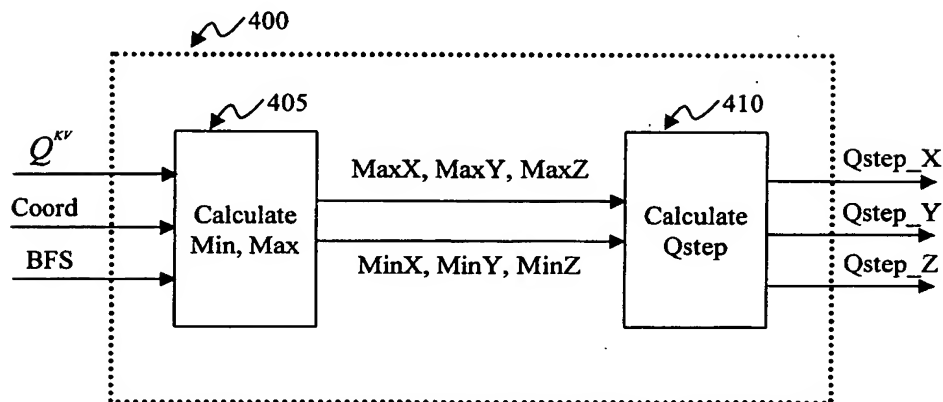 400
405
410
Q^KV
Coord
BFS
Calculate
Min, Max
MaxX, MaxY, MaxZ
MinX, MinY, MinZ
Calculate
Qstep
Qstep_X
Qstep_Y
Qstep_Z